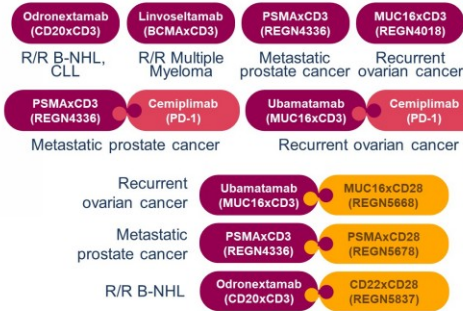 Odronextamab
(CD20xCD3)
Linvoseltamab
(BCMAxCD3)
PSMAxCD3
(REGN4336)
MUC16xCD3
(REGN4018)
R/R B-NHL,
CLL
R/R Multiple
Myeloma
Metastatic
prostate cancer
Recurrent
ovarian cancer
PSMAxCD3
(REGN4336)
Cemiplimab
(PD-1)
Ubamatamab
(MUC16xCD3)
Cemiplimab
(PD-1)
Metastatic prostate cancer
Recurrent ovarian cancer
Recurrent
ovarian cancer
Ubamatamab
(MUC16xCD3)
MUC16xCD28
(REGN5668)
Metastatic
prostate cancer
PSMAxCD3
(REGN4336)
PSMAxCD28
(REGN5678)
R/R B-NHL
Odronextamab
(CD20xCD3)
CD22xCD28
(REGN5837)